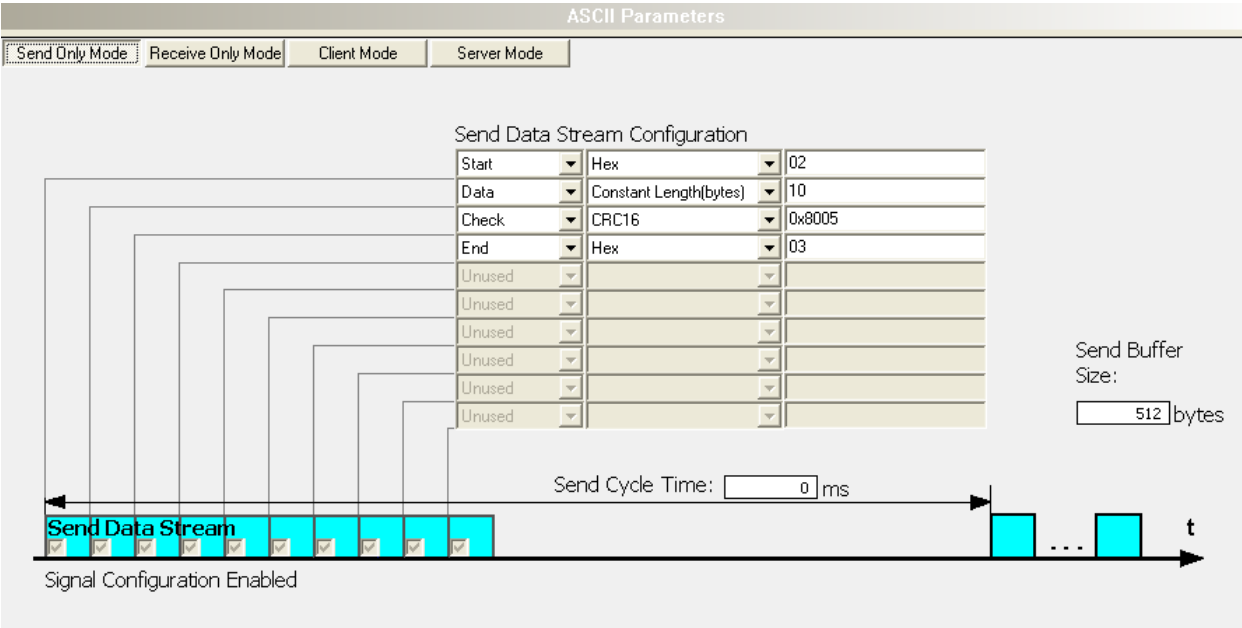 ASCII Parameters
Send Only Mode Receive Only Mode Client Mode Server Mode
Send Data Stream Configuration
Start Hex 02
Data Constant Length(bytes) 10
Check CRC16 0x8005
End Hex 03
Unused
Unused
Unused
Unused
Unused
Unused
Send Buffer
Size:
512 bytes
Send Cycle Time: 0 ms
Send Data Stream
. . .
t
Signal Configuration Enabled